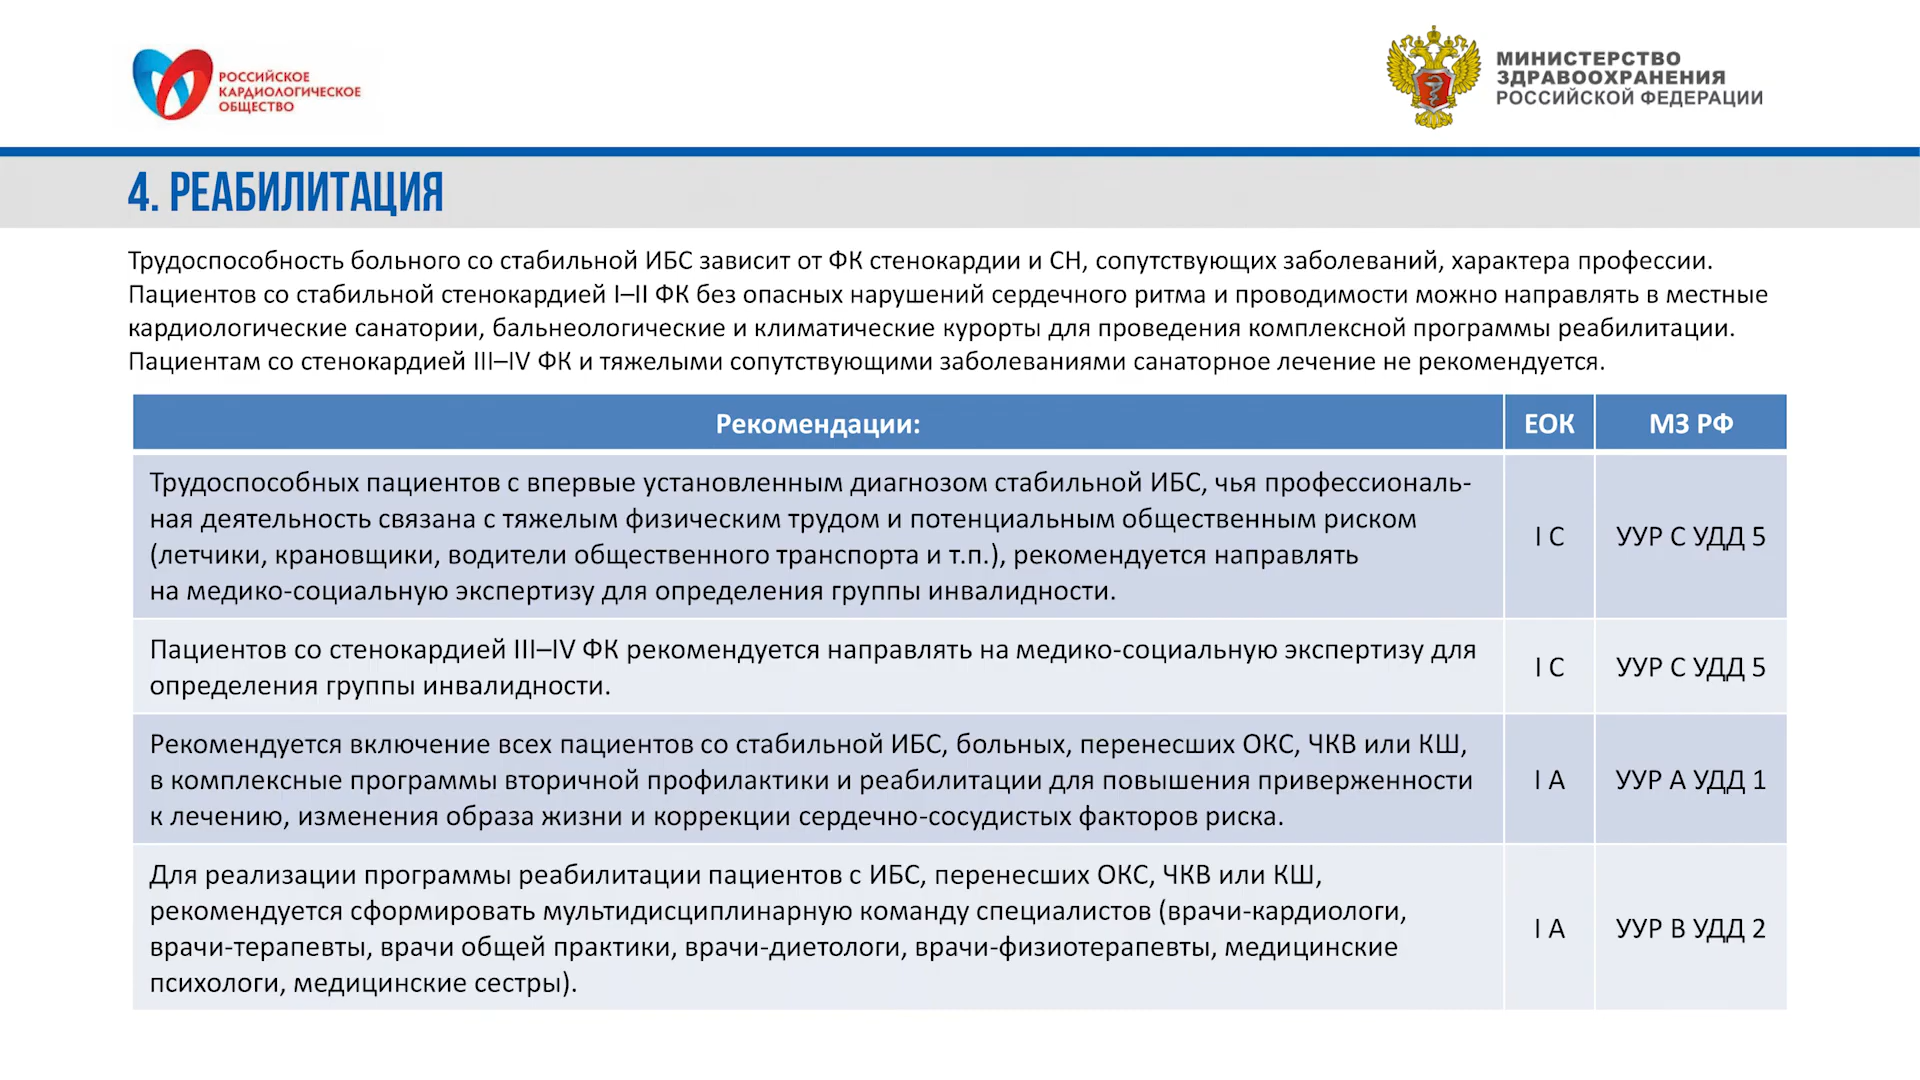 РОССИЙСКОЕ
КАРДИОЛОГИЧЕСКОЕ
ОБЩЕСТВО
МИНИСТЕРСТВО
ЗДРАВООХРАНЕНИЯ
РОССИЙСКОЙ ФЕДЕРАЦИИ
4. РЕАБИЛИТАЦИЯ
Трудоспособность больного со стабильной ИБС зависит от ФК стенокардии и СН, сопутствующих заболеваний, характера профессии.
Пациентов со стабильной стенокардией I–II ФК без опасных нарушений сердечного ритма и проводимости можно направлять в местные
кардиологические санатории, бальнеологические и климатические курорты для проведения комплексной программы реабилитации.
Пациентам со стенокардией III–IV ФК и тяжелыми сопутствующими заболеваниями санаторное лечение не рекомендуется.
Рекомендации:
ЕОК
МЗ РФ
Трудоспособных пациентов с впервые установленным диагнозом стабильной ИБС, чья профессиональ-
ная деятельность связана с тяжелым физическим трудом и потенциальным общественным риском
(летчики, крановщики, водители общественного транспорта и т.п.), рекомендуется направлять
на медико-социальную экспертизу для определения группы инвалидности.
I C
УУР С УДД 5
Пациентов со стенокардией III–IV ФК рекомендуется направлять на медико-социальную экспертизу для
определения группы инвалидности.
I C
УУР С УДД 5
Рекомендуется включение всех пациентов со стабильной ИБС, больных, перенесших ОКС, ЧКВ или КШ,
в комплексные программы вторичной профилактики и реабилитации для повышения приверженности
к лечению, изменения образа жизни и коррекции сердечно-сосудистых факторов риска.
I A
УУР А УДД 1
Для реализации программы реабилитации пациентов с ИБС, перенесших ОКС, ЧКВ или КШ,
рекомендуется сформировать мультидисциплинарную команду специалистов (врачи-кардиологи,
врачи-терапевты, врачи общей практики, врачи-диетологи, врачи-физиотерапевты, медицинские
психологи, медицинские сестры).
I A
УУР В УДД 2